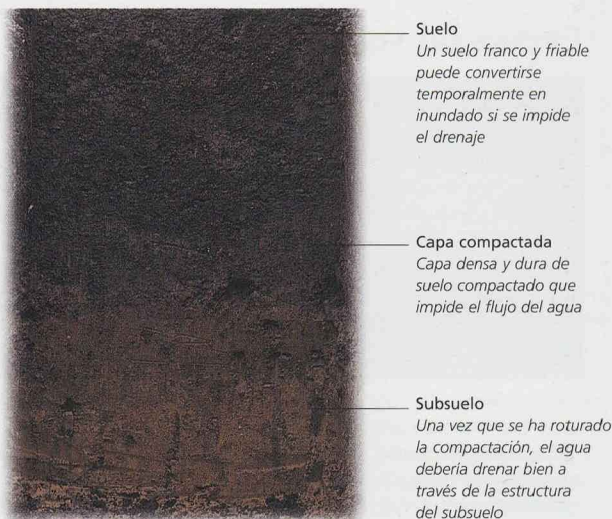 Suelo
Un suelo franco y friable
puede convertirse
temporalmente en
inundado si se impide
el drenaje
Capa compactada
Capa densa y dura de
suelo compactado que
impide el flujo del agua
Subsuelo
Una vez que se ha roturado
la compactación, el agua
debería drenar bien a
través de la estructura
del subsuelo